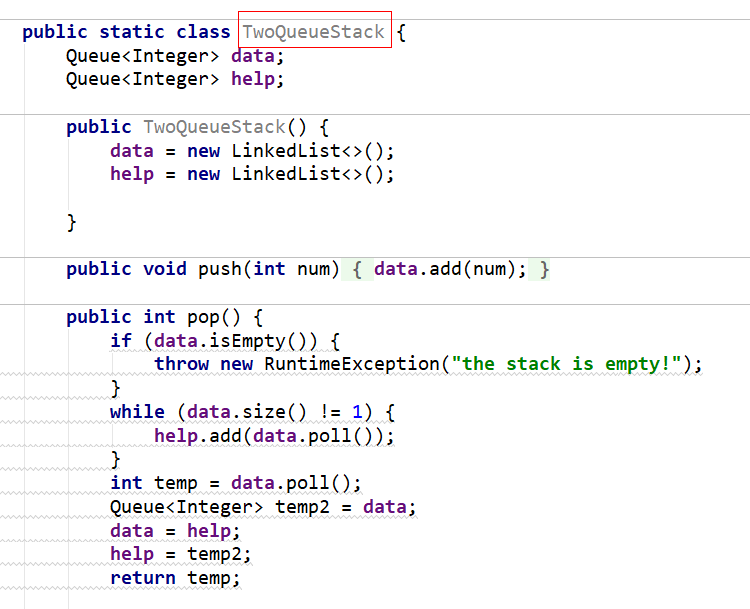 public static class TwoQueueStack {
Queue<Integer> data;
Queue<Integer> help;
public TwoQueueStack() {
data = new LinkedList<>();
help = new LinkedList<>();
}
public void push(int num) { data.add(num); }
public int pop() {
if (data.isEmpty()) {
throw new RuntimeException("the stack is empty!");
}
while (data.size() != 1) {
help.add(data.poll());
}
int temp = data.poll();
Queue<Integer> temp2 = data;
data = help;
help = temp2;
return temp;